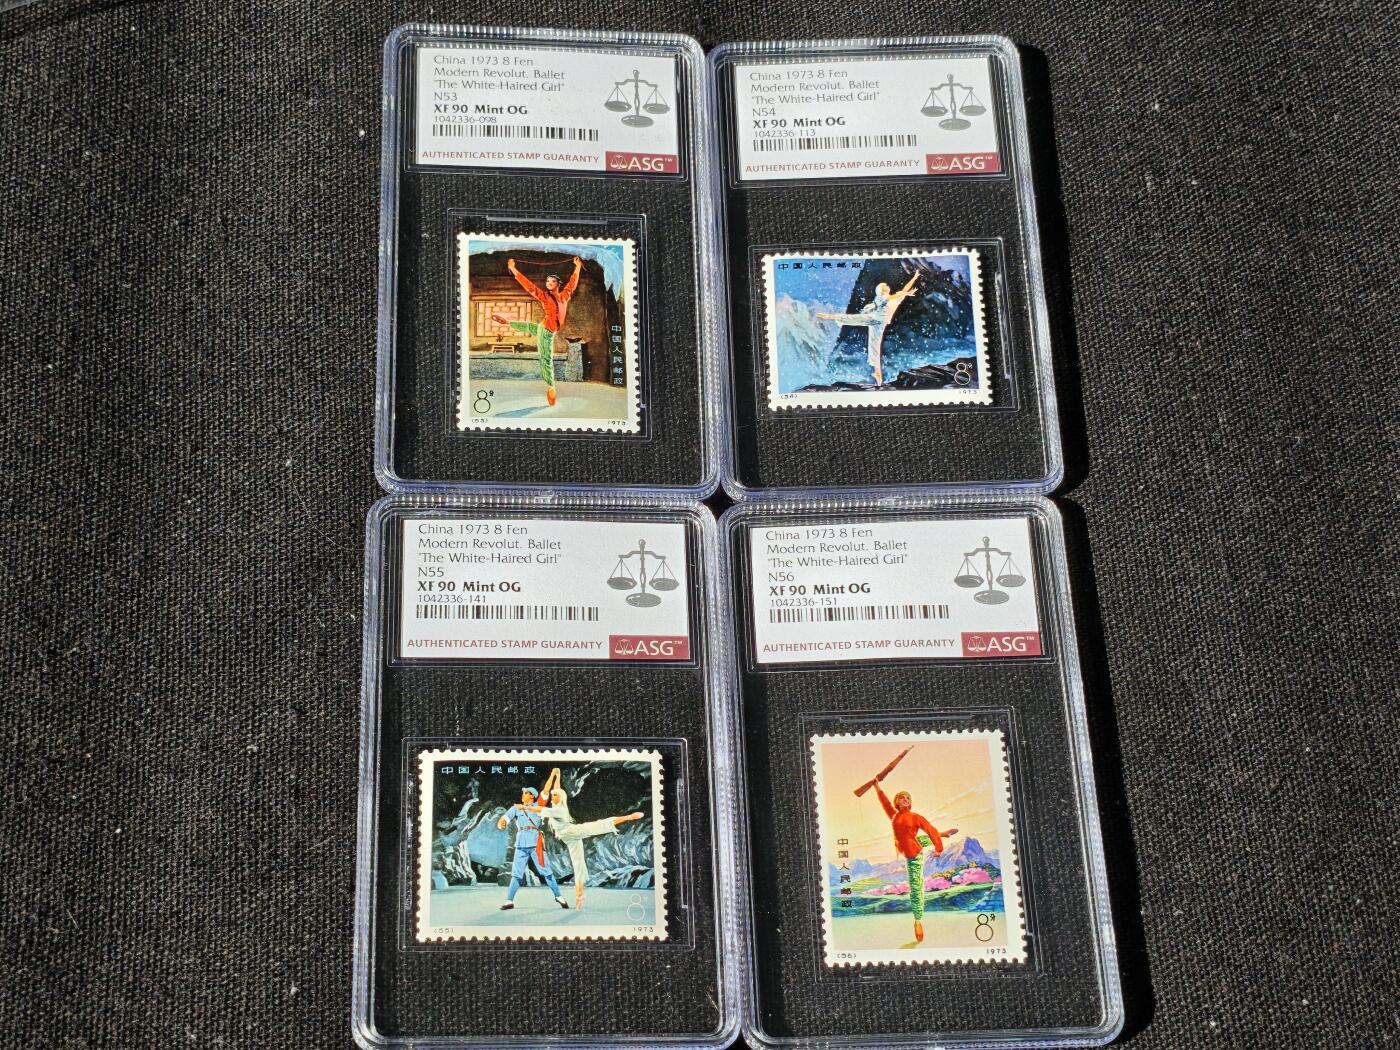 China 1973 8 Fen
Modern Revolut. Ballet
"The White-Haired Girl"
N53
XF 90 Mint OG
1042336-098
AUTHENTICATED STAMP GUARANTY ASG™
中国人民邮政
8分
(53) 1973
China 1973 8 Fen
Modern Revolut. Ballet
"The White-Haired Girl"
N54
XF 90 Mint OG
1042336-113
AUTHENTICATED STAMP GUARANTY ASG™
中国人民邮政
8分
(54) 1973
China 1973 8 Fen
Modern Revolut. Ballet
"The White-Haired Girl"
N55
XF 90 Mint OG
1042336-141
AUTHENTICATED STAMP GUARANTY ASG™
中国人民邮政
8
(55) 1973
China 1973 8 Fen
Modern Revolut. Ballet
"The White-Haired Girl"
N56
XF 90 Mint OG
1042336-151
AUTHENTICATED STAMP GUARANTY ASG™
中国人民邮政
8分
(56) 1973